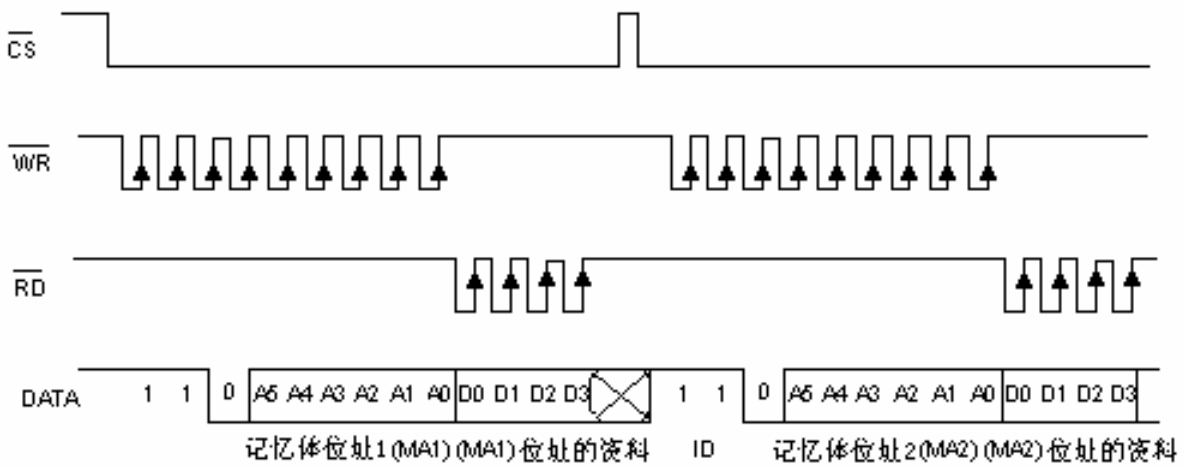 CS
WR
RD
DATA 1 1 0 A5 A4 A3 A2 A1 A0 D0 D1 D2 D3 1 1 0 A5 A4 A3 A2 A1 A0 D0 D1 D2 D3
记忆体位址1(MA1)(MA1)位址的资料 ID 记忆体位址2(MA2)(MA2)位址的资料